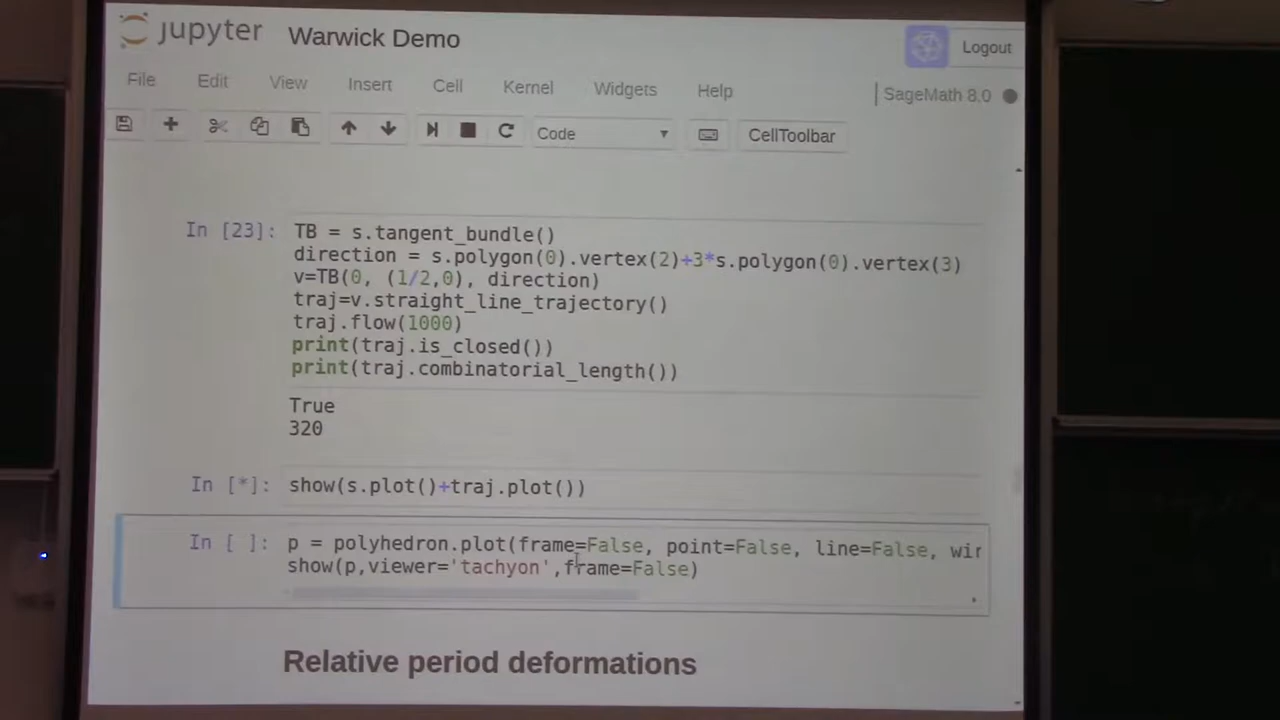 jupyter Warwick Demo
Logout
File Edit View Insert Cell Kernel Widgets Help SageMath 8.0
Code CellToolbar
In [23]: TB = s.tangent_bundle()
direction = s.polygon(0).vertex(2)+3*s.polygon(0).vertex(3)
v=TB(0, (1/2,0), direction)
traj=v.straight_line_trajectory()
traj.flow(1000)
print(traj.is_closed())
print(traj.combinatorial_length())
True
320
In [*]: show(s.plot()+traj.plot())
In [ ]: p = polyhedron.plot(frame=False, point=False, line=False, wir
show(p,viewer='tachyon',frame=False)
Relative period deformations